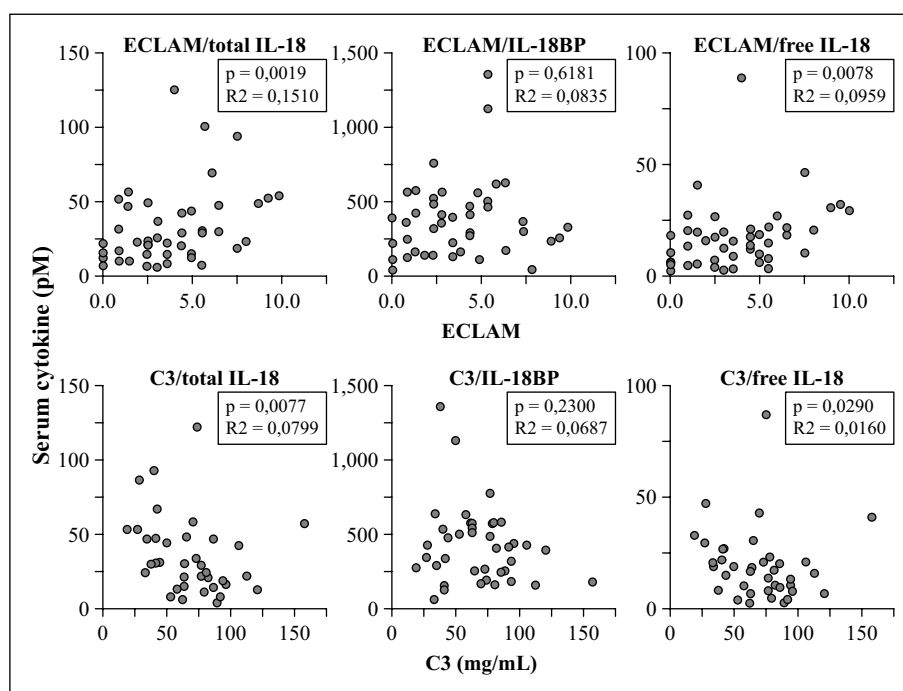 ECLAM/total IL-18
ECLAM/IL-18BP
ECLAM/free IL-18
p = 0,0019
R2 = 0,1510
p = 0,6181
R2 = 0,0835
p = 0,0078
R2 = 0,0959
150
100
50
0
1,500
1,000
500
0
100
50
0
0.0
5.0
10.0
0.0
5.0
10.0
0.0
5.0
10.0
ECLAM
Serum cytokine (pM)
C3/total IL-18
C3/IL-18BP
C3/free IL-18
p = 0,0077
R2 = 0,0799
p = 0,2300
R2 = 0,0687
p = 0,0290
R2 = 0,0160
150
100
50
0
1,500
1,000
500
0
100
50
0
0
50
100
150
0
50
100
150
0
50
100
150
C3 (mg/mL)